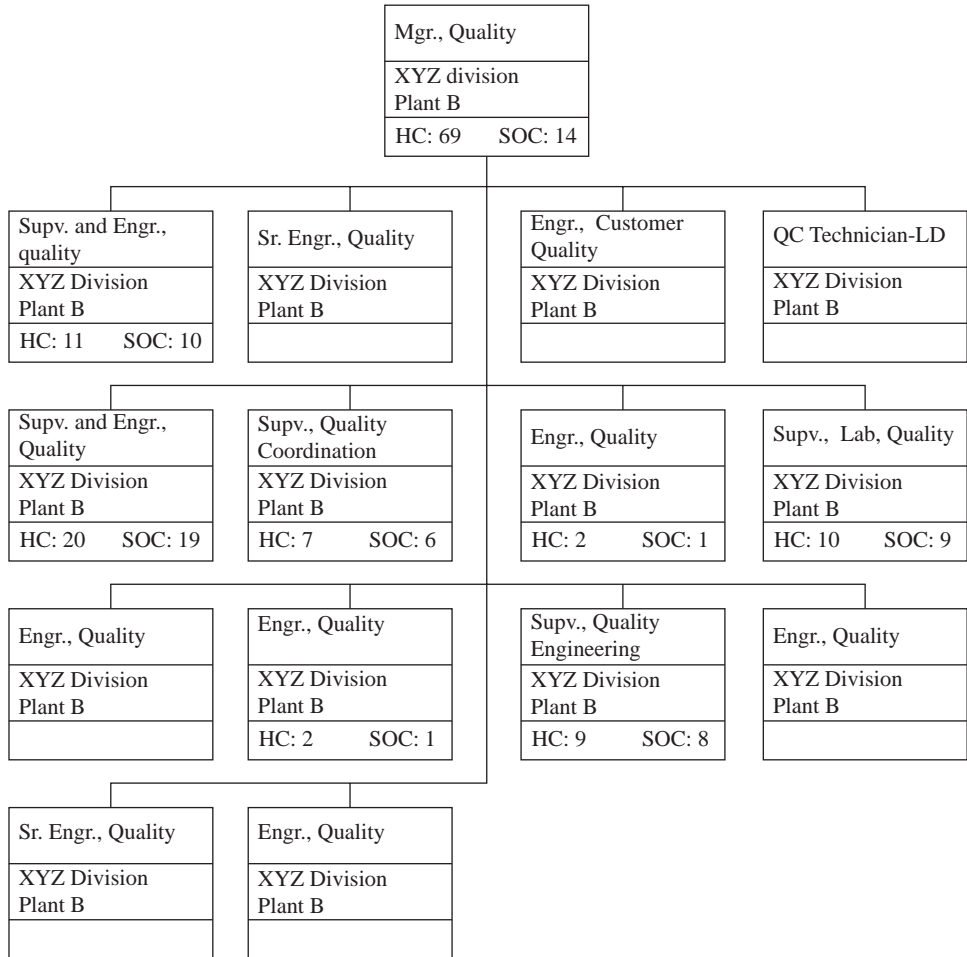 Mgr., Quality
XYZ division
Plant B
HC: 69 SOC: 14
Supv. and Engr.,
quality
XYZ Division
Plant B
HC: 11 SOC: 10
Sr. Engr., Quality
XYZ Division
Plant B
Engr., Customer
Quality
XYZ Division
Plant B
QC Technician-LD
XYZ Division
Plant B
Supv. and Engr.,
Quality
XYZ Division
Plant B
HC: 20 SOC: 19
Supv., Quality
Coordination
XYZ Division
Plant B
HC: 7 SOC: 6
Engr., Quality
XYZ Division
Plant B
HC: 2 SOC: 1
Supv., Lab, Quality
XYZ Division
Plant B
HC: 10 SOC: 9
Engr., Quality
XYZ Division
Plant B
Engr., Quality
XYZ Division
Plant B
HC: 2 SOC: 1
Supv., Quality
Engineering
XYZ Division
Plant B
HC: 9 SOC: 8
Engr., Quality
XYZ Division
Plant B
Sr. Engr., Quality
XYZ Division
Plant B
Engr., Quality
XYZ Division
Plant B